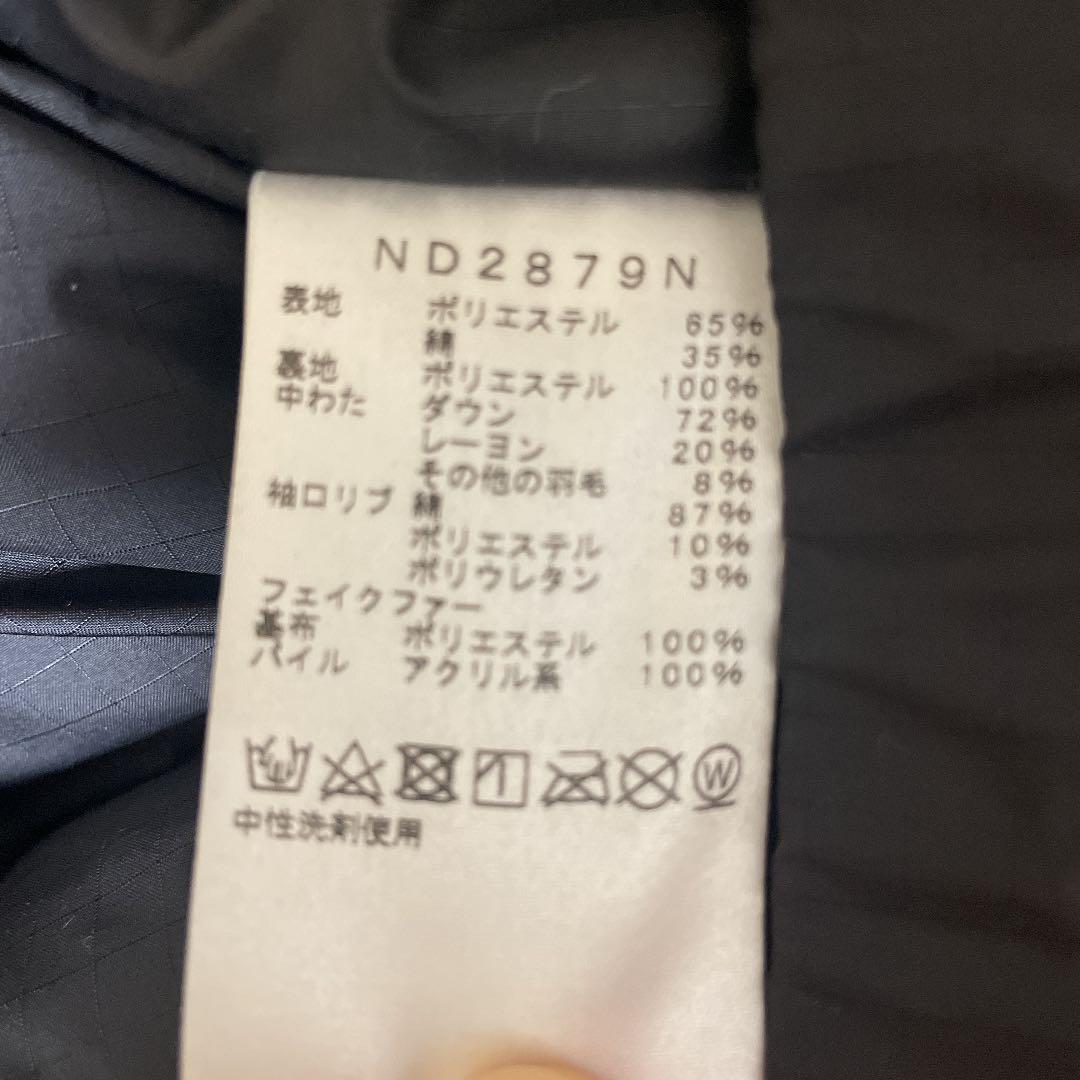 ND2879N
表地 ポリエステル 65%
綿 35%
裏地 ポリエステル 100%
中わた ダウン 72%
レーヨン 20%
その他の羽毛 8%
袖口リブ 綿 87%
ポリエステル 10%
ポリウレタン 3%
フェイクファー
基布 ポリエステル 100%
パイル アクリル系 100%
W
中性洗剤使用